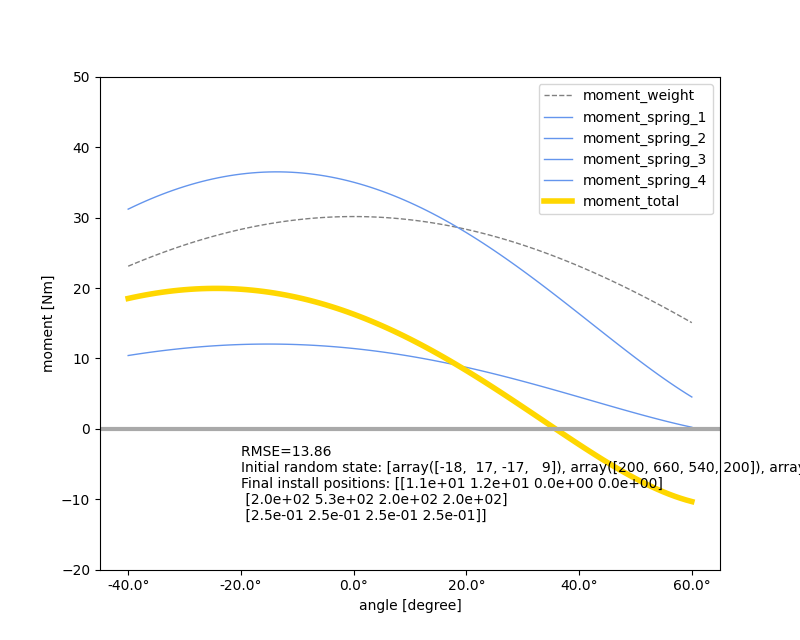 50
40
30
20
10
0
−10
−20
moment [Nm]
moment_weight
moment_spring_1
moment_spring_2
moment_spring_3
moment_spring_4
moment_total
RMSE=13.86
Initial random state: [array([-18,  17, -17,   9]), array([200, 660, 540, 200]), array
Final install positions: [[1.1e+01 1.2e+01 0.0e+00 0.0e+00]
[2.0e+02 5.3e+02 2.0e+02 2.0e+02]
[2.5e-01 2.5e-01 2.5e-01 2.5e-01]]
-40.0° -20.0° 0.0° 20.0° 40.0° 60.0°
angle [degree]